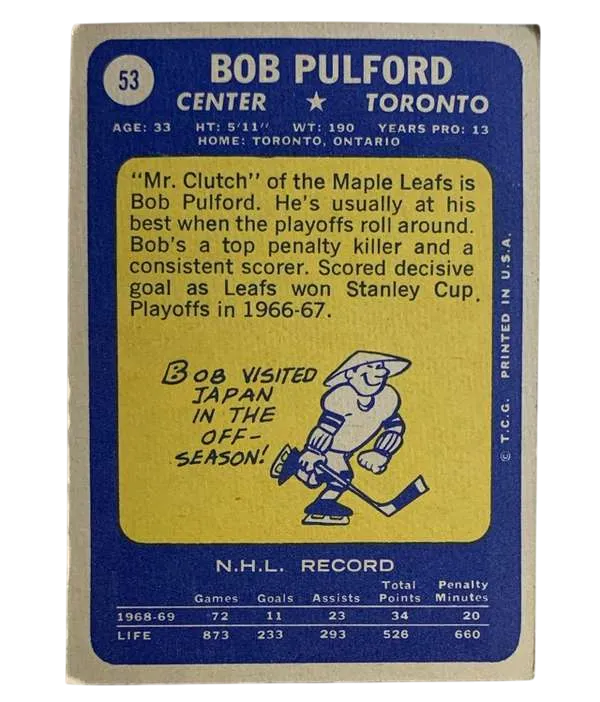 53
BOB PULFORD
CENTER ★ TORONTO
AGE: 33 HT: 5'11" WT: 190 YEARS PRO: 13
HOME: TORONTO, ONTARIO
"Mr. Clutch" of the Maple Leafs is
Bob Pulford. He's usually at his
best when the playoffs roll around.
Bob's a top penalty killer and a
consistent scorer. Scored decisive
goal as Leafs won Stanley Cup
Playoffs in 1966-67.
BOB VISITED
JAPAN
IN THE
OFF-
SEASON!
© T.C.G. PRINTED IN U.S.A.
N.H.L. RECORD
Total Penalty
Games Goals Assists Points Minutes
1968-69 72 11 23 34 20
LIFE 873 233 293 526 660